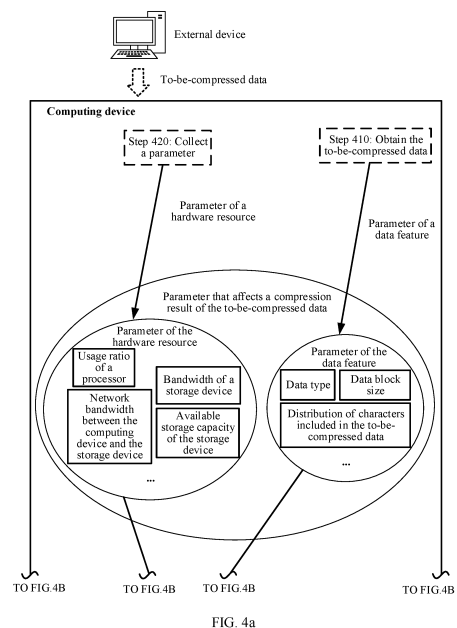 External device
To-be-compressed data
Computing device
Step 420: Collect
a parameter
Step 410: Obtain the
to-be-compressed data
Parameter of a
hardware resource
Parameter of a
data feature
Parameter that affects a compression
result of the to-be-compressed data
Parameter of the
hardware resource
Usage ratio
of a
processor
Bandwidth of a
storage device
Network
bandwidth
between the
computing
device and the
storage device
Available
storage capacity
of the storage
device
...
Parameter of the
data feature
Data type
Data block
size
Distribution of characters
included in the to-be-
compressed data
...
TO FIG.4B
TO FIG.4B
TO FIG.4B
TO FIG.4B
FIG. 4a